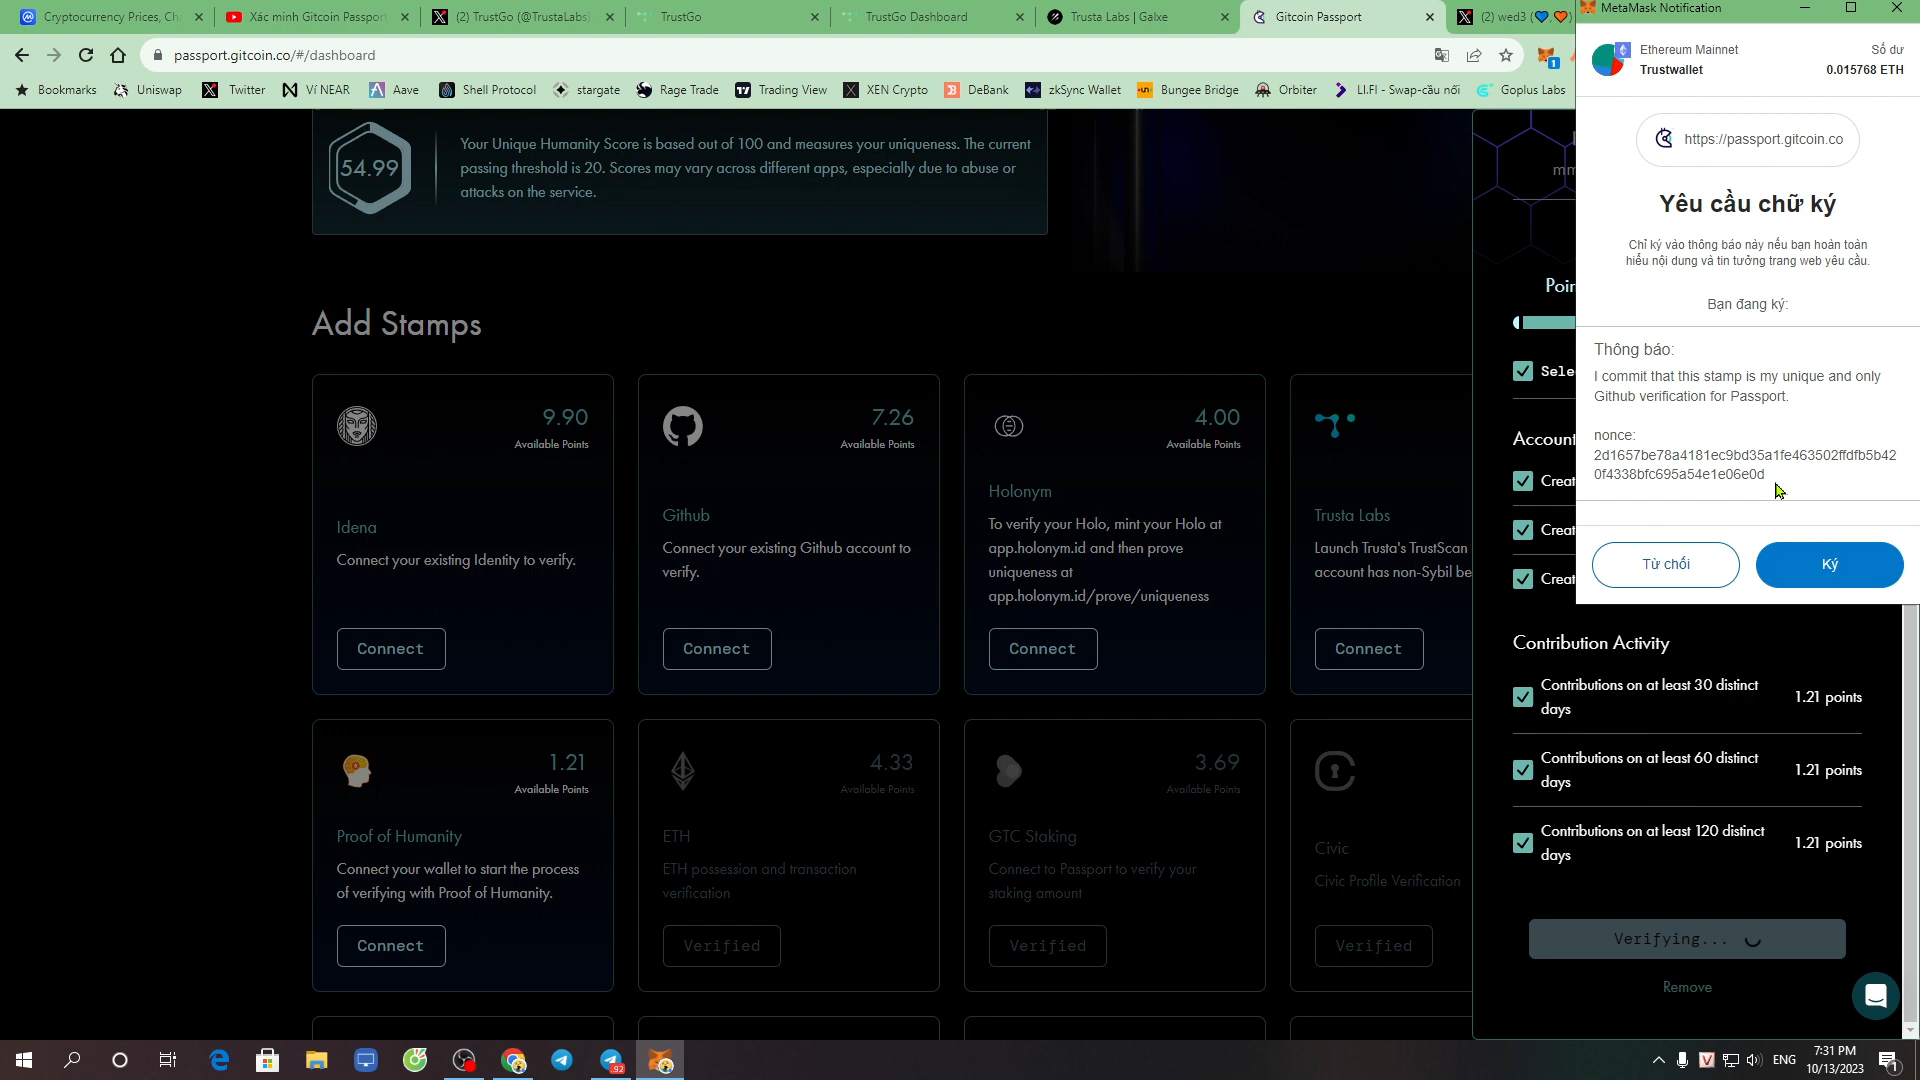 Cryptocurrency Prices, Ch
Xác minh Gitcoin Passpor
(2) TrustGo (@TrustaLabs)
TrustGo
TrustGo Dashboard
Trusta Labs | Galxe
Gitcoin Passport
(2) wed3 (💙,🧡)
MetaMask Notification
passport.gitcoin.co/#/dashboard
1
Bookmarks
Uniswap
Twitter
Ví NEAR
Aave
Shell Protocol
stargate
Rage Trade
Trading View
XEN Crypto
DeBank
zkSync Wallet
Bungee Bridge
Orbiter
LI.FI - Swap-cầu nối
Goplus Labs
Ethereum Mainnet
Trustwallet
Số dư
0.015768 ETH
https://passport.gitcoin.co
Yêu cầu chữ ký
Chỉ ký vào thông báo này nếu bạn hoàn toàn
hiểu nội dung và tin tưởng trang web yêu cầu.
Bạn đang ký:
Thông báo:
I commit that this stamp is my unique and only
Github verification for Passport.
nonce:
2d1657be78a4181ec9bd35a1fe463502ffdfb5b42
0f4338bfc695a54e1e06e0d
Từ chối
Ký
54.99
Your Unique Humanity Score is based out of 100 and measures your uniqueness. The current
passing threshold is 20. Scores may vary across different apps, especially due to abuse or
attacks on the service.
Add Stamps
9.90
Available Points
Idena
Connect your existing Identity to verify.
Connect
7.26
Available Points
Github
Connect your existing Github account to
verify.
Connect
4.00
Available Points
Holonym
To verify your Holo, mint your Holo at
app.holonym.id and then prove
uniqueness at
app.holonym.id/prove/uniqueness
Connect
Trusta Labs
Launch Trusta's TrustScan
account has non-Sybil be
Connect
1.21
Available Points
Proof of Humanity
Connect your wallet to start the process
of verifying with Proof of Humanity.
Connect
4.33
Available Points
ETH
ETH possession and transaction
verification
Verified
3.69
Available Points
GTC Staking
Connect to Passport to verify your
staking amount
Verified
Civic
Civic Profile Verification
Verified
mm
Poin
Sele
Account
Creat
Creat
Creat
Contribution Activity
Contributions on at least 30 distinct
days
1.21 points
Contributions on at least 60 distinct
days
1.21 points
Contributions on at least 120 distinct
days
1.21 points
Verifying...
Remove
92
ENG
7:31 PM
10/13/2023
1